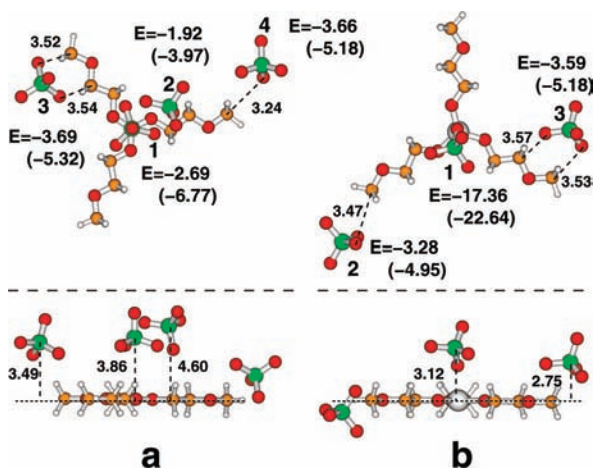 3.52
E=−1.92
(−3.97)
4
E=−3.66
(−5.18)
2
3
3.54
3.24
1
E=−3.69
(−5.32)
E=−2.69
(−6.77)
E=−3.59
(−5.18)
3
3.57
3.53
1
E=−17.36
(−22.64)
3.47
E=−3.28
(−4.95)
2
3.49
3.86
4.60
3.12
2.75
a
b